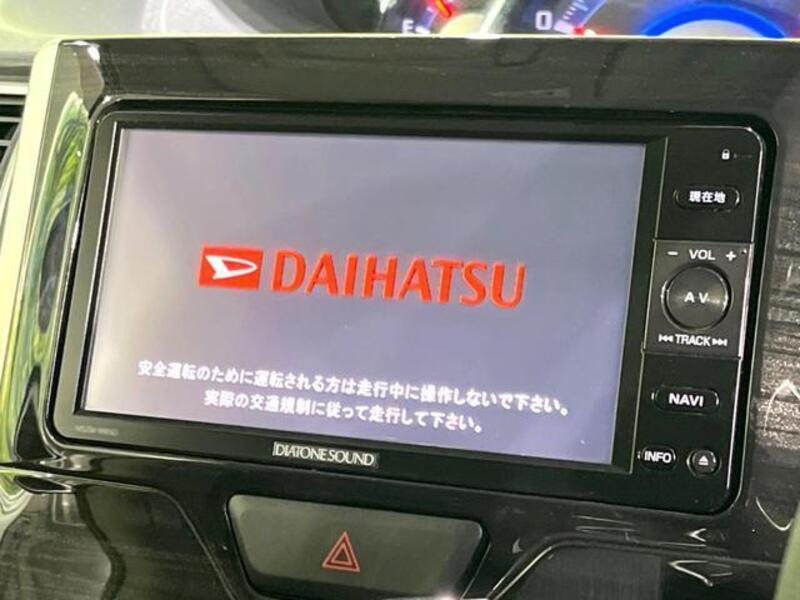 E
0
現在地
− VOL +
AV
TRACK
DAIHATSU
安全運転のために運転される方は走行中に操作しないで下さい。
実際の交通規制に従って走行して下さい。
NAVI
INFO
DIATONE SOUND